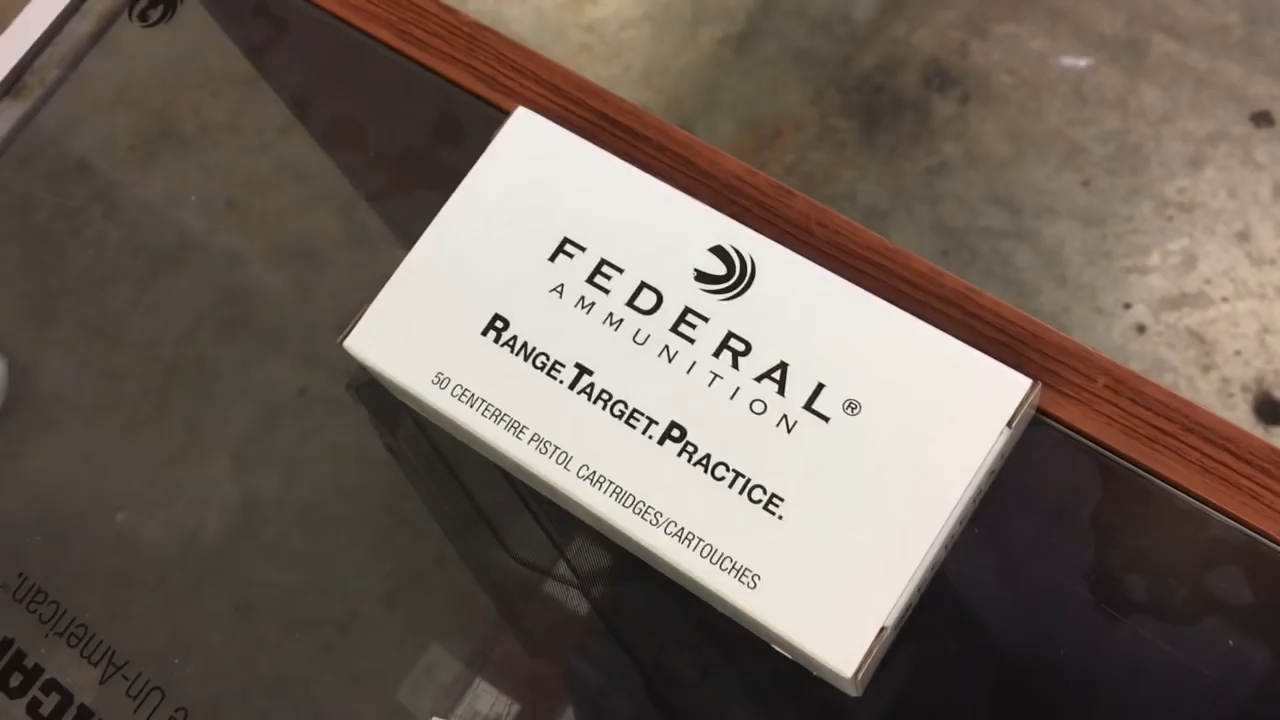 FEDERAL®
AMMUNITION
RANGE.TARGET.PRACTICE.
50 CENTERFIRE PISTOL CARTRIDGES/CARTOUCHES
Un-American.